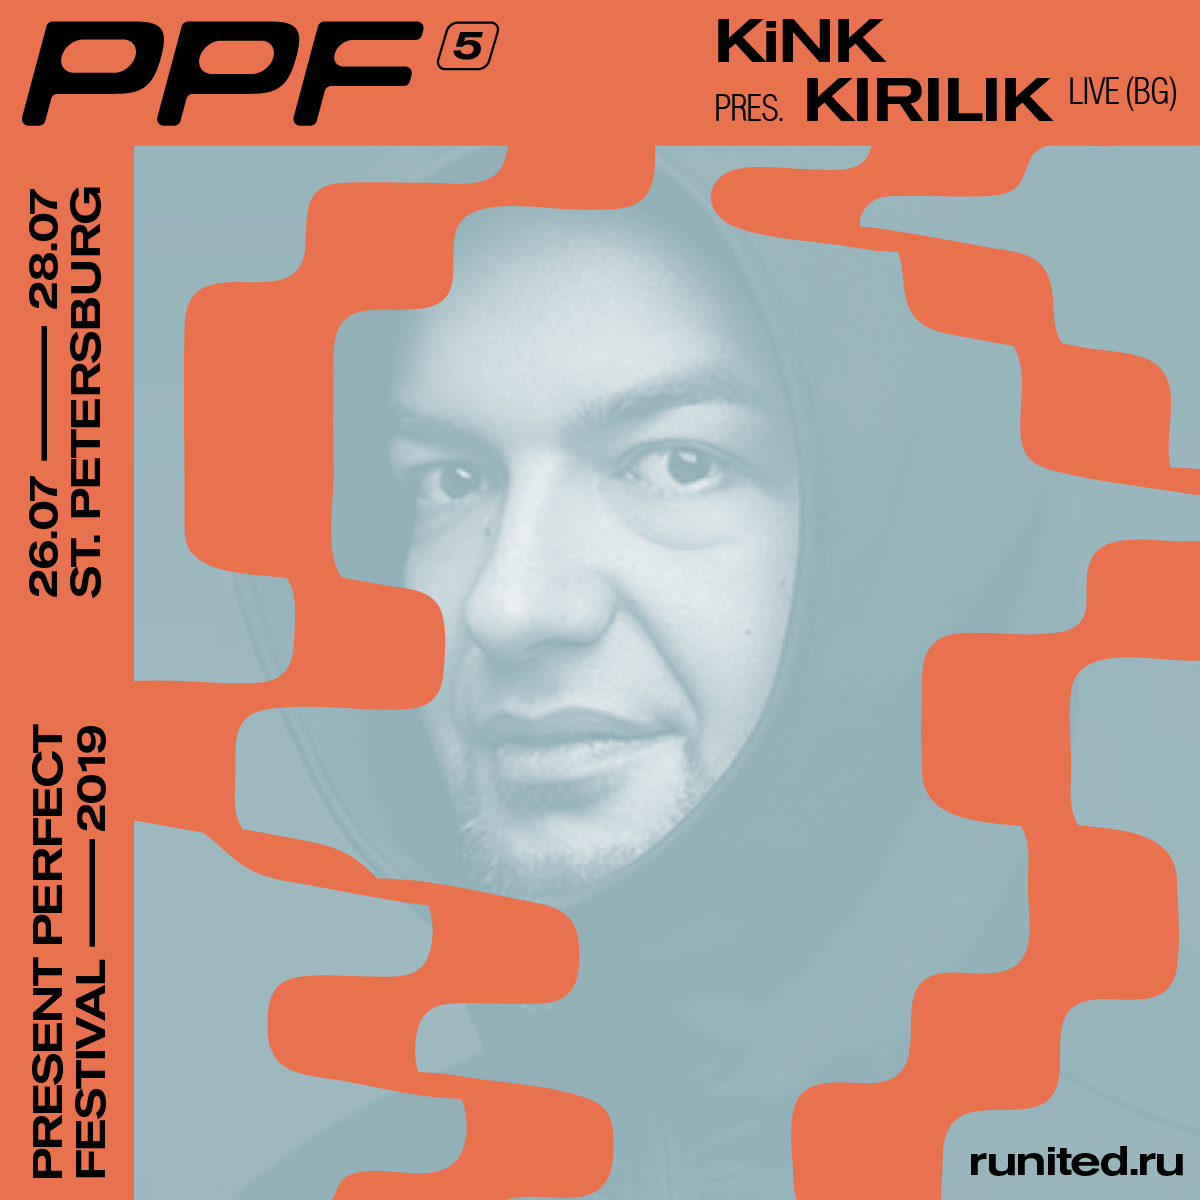 PPF 5
KiNK
PRES. KIRILIK LIVE (BG)
26.07 — 28.07
ST. PETERSBURG
PRESENT PERFECT
FESTIVAL — 2019
runited.ru